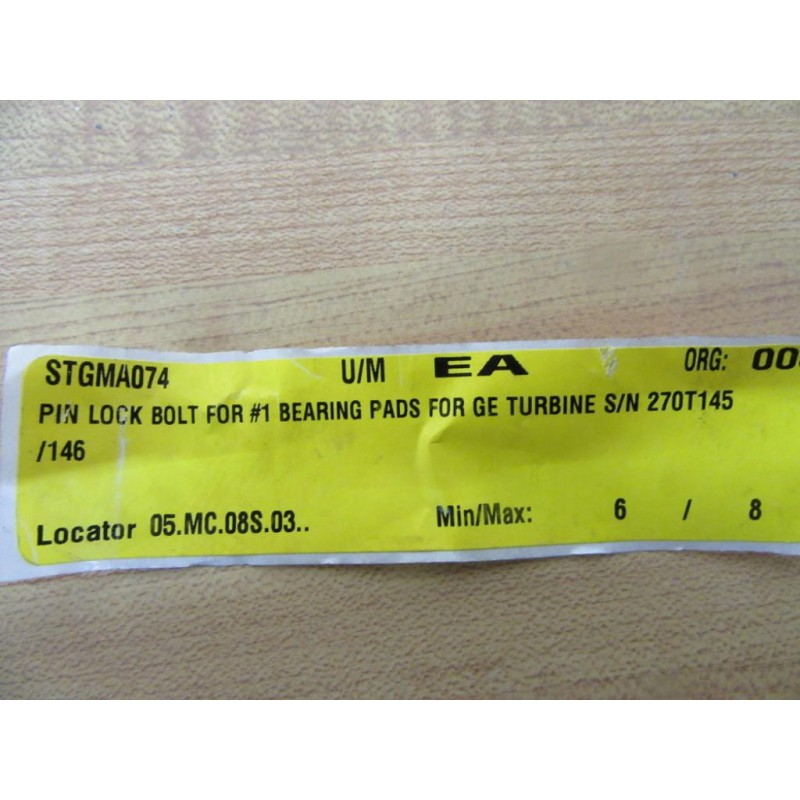 STGMA074 U/M EA ORG:
PIN LOCK BOLT FOR #1 BEARING PADS FOR GE TURBINE S/N 270T145
/146
Locator 05.MC.08S.03.. Min/Max: 6 / 8